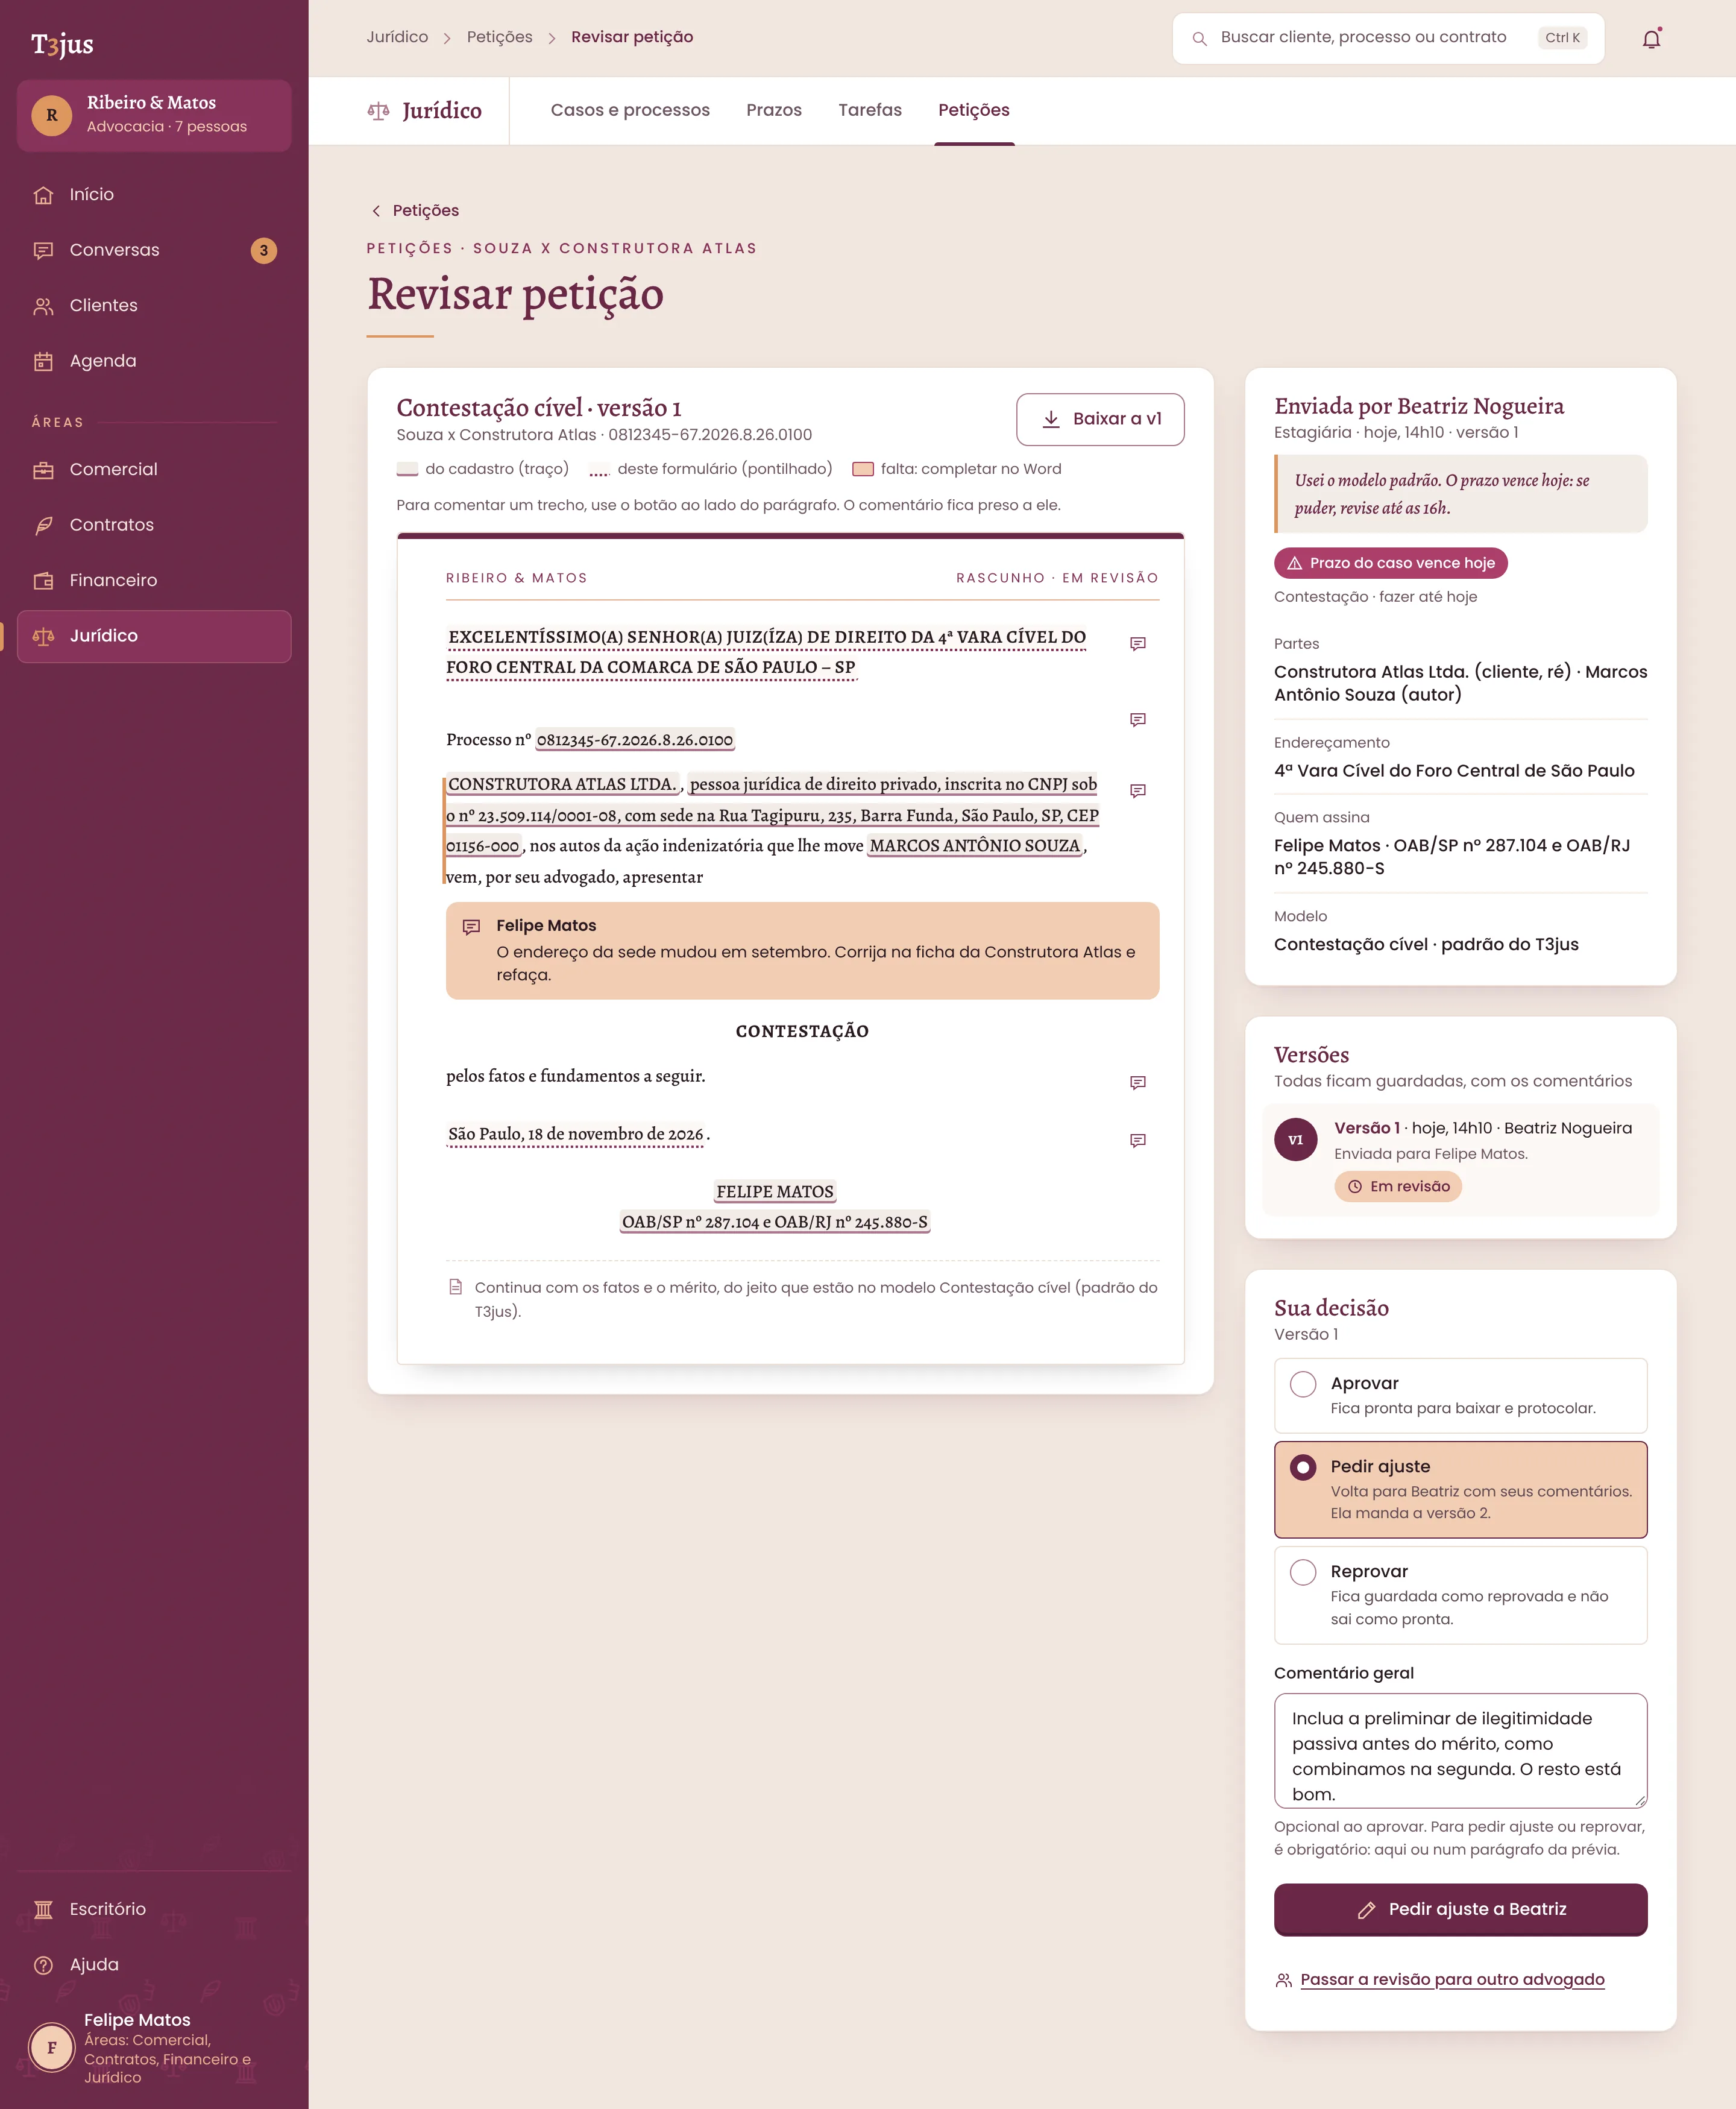 T3jus
R
Ribeiro & Matos
Advocacia · 7 pessoas
Início
Conversas
3
Clientes
Agenda
ÁREAS
Comercial
Contratos
Financeiro
Jurídico
Escritório
Ajuda
F
Felipe Matos
Áreas: Comercial,
Contratos, Financeiro e
Jurídico
Jurídico
Petições
Revisar petição
Buscar cliente, processo ou contrato
Ctrl K
Jurídico
Casos e processos
Prazos
Tarefas
Petições
Petições
PETIÇÕES · SOUZA X CONSTRUTORA ATLAS
Revisar petição
Contestação cível · versão 1
Souza x Construtora Atlas · 0812345-67.2026.8.26.0100
Baixar a v1
do cadastro (traço)
deste formulário (pontilhado)
falta: completar no Word
Para comentar um trecho, use o botão ao lado do parágrafo. O comentário fica preso a ele.
RIBEIRO & MATOS
RASCUNHO · EM REVISÃO
EXCELENTÍSSIMO(A) SENHOR(A) JUIZ(ÍZA) DE DIREITO DA 4ª VARA CÍVEL DO
FORO CENTRAL DA COMARCA DE SÃO PAULO – SP
Processo nº 0812345-67.2026.8.26.0100
CONSTRUTORA ATLAS LTDA., pessoa jurídica de direito privado, inscrita no CNPJ sob
o nº 23.509.114/0001-08, com sede na Rua Tagipuru, 235, Barra Funda, São Paulo, SP, CEP
01156-000, nos autos da ação indenizatória que lhe move MARCOS ANTÔNIO SOUZA,
vem, por seu advogado, apresentar
Felipe Matos
O endereço da sede mudou em setembro. Corrija na ficha da Construtora Atlas e
refaça.
CONTESTAÇÃO
pelos fatos e fundamentos a seguir.
São Paulo, 18 de novembro de 2026.
FELIPE MATOS
OAB/SP nº 287.104 e OAB/RJ nº 245.880-S
Continua com os fatos e o mérito, do jeito que estão no modelo Contestação cível (padrão do
T3jus).
Enviada por Beatriz Nogueira
Estagiária · hoje, 14h10 · versão 1
Usei o modelo padrão. O prazo vence hoje: se
puder, revise até as 16h.
Prazo do caso vence hoje
Contestação · fazer até hoje
Partes
Construtora Atlas Ltda. (cliente, ré) · Marcos
Antônio Souza (autor)
Endereçamento
4ª Vara Cível do Foro Central de São Paulo
Quem assina
Felipe Matos · OAB/SP nº 287.104 e OAB/RJ
nº 245.880-S
Modelo
Contestação cível · padrão do T3jus
Versões
Todas ficam guardadas, com os comentários
v1
Versão 1 · hoje, 14h10 · Beatriz Nogueira
Enviada para Felipe Matos.
Em revisão
Sua decisão
Versão 1
Aprovar
Fica pronta para baixar e protocolar.
Pedir ajuste
Volta para Beatriz com seus comentários.
Ela manda a versão 2.
Reprovar
Fica guardada como reprovada e não
sai como pronta.
Comentário geral
Inclua a preliminar de ilegitimidade
passiva antes do mérito, como
combinamos na segunda. O resto está
bom.
Opcional ao aprovar. Para pedir ajuste ou reprovar,
é obrigatório: aqui ou num parágrafo da prévia.
Pedir ajuste a Beatriz
Passar a revisão para outro advogado